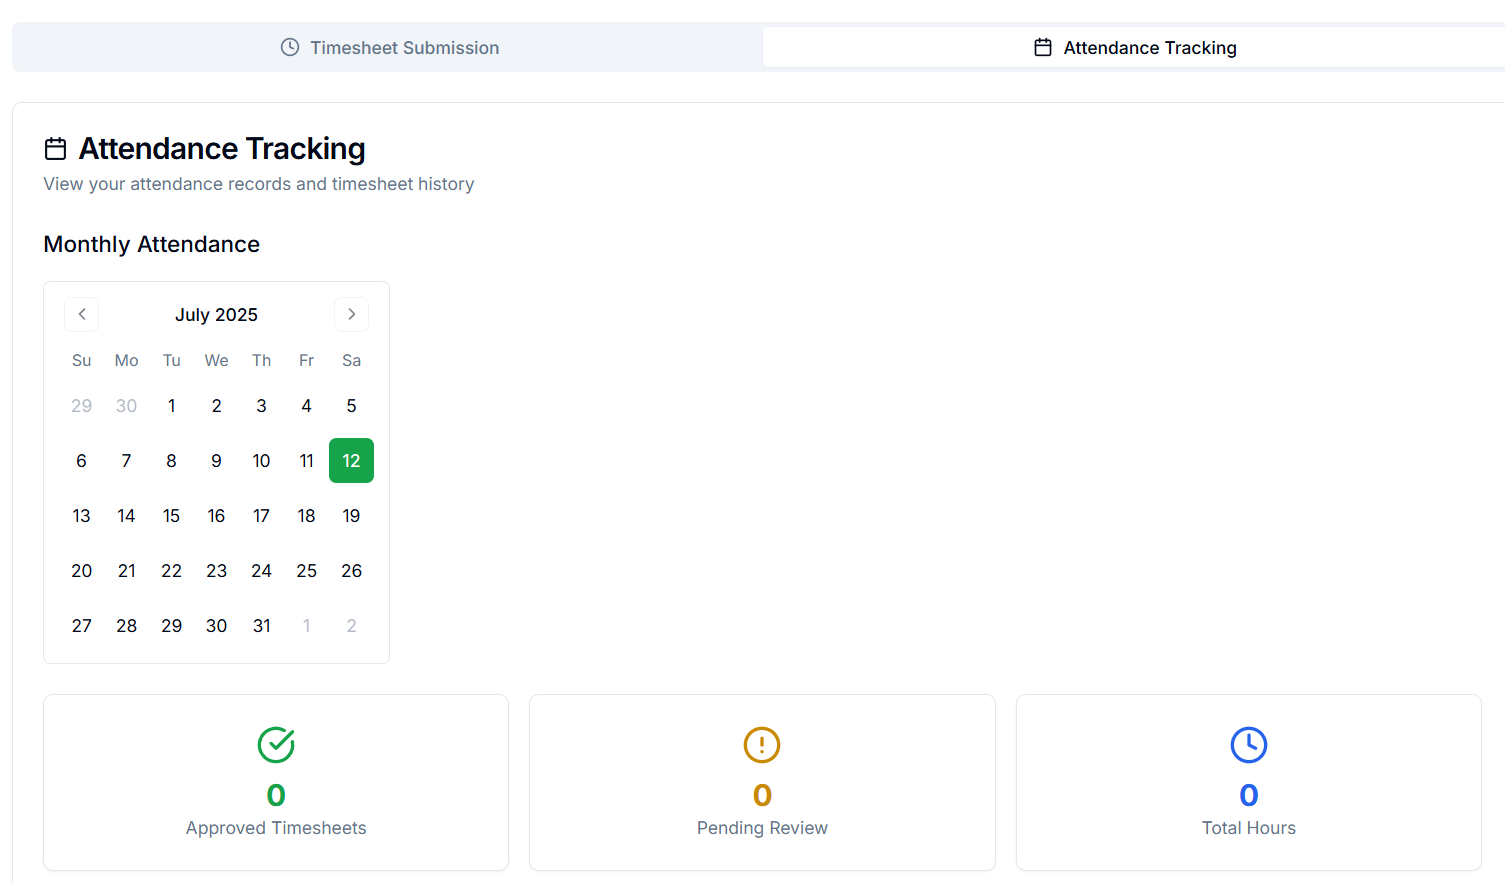 Timesheet Submission
Attendance Tracking
Attendance Tracking
View your attendance records and timesheet history
Monthly Attendance
July 2025
Su Mo Tu We Th Fr Sa
29 30 1 2 3 4 5
6 7 8 9 10 11 12
13 14 15 16 17 18 19
20 21 22 23 24 25 26
27 28 29 30 31 1 2
0
Approved Timesheets
0
Pending Review
0
Total Hours